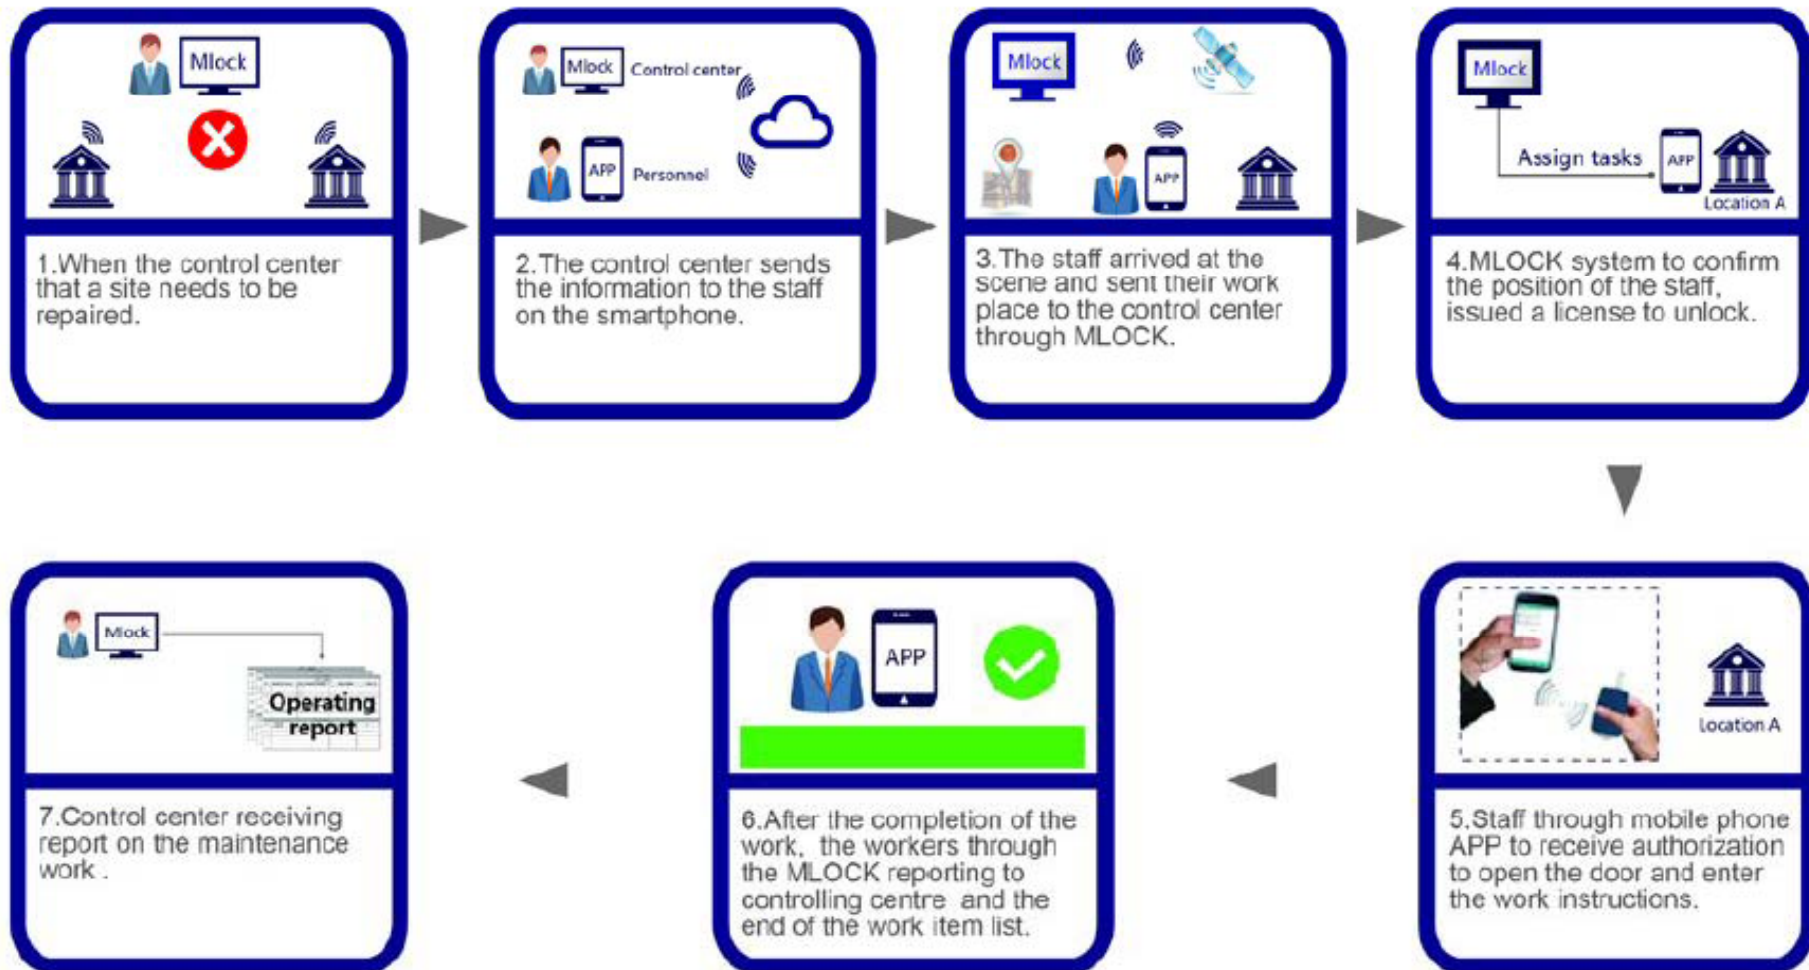 Mlock
1.When the control center
that a site needs to be
repaired.
Mlock
Control center
APP
Personnel
2.The control center sends
the information to the staff
on the smartphone.
Mlock
APP
3.The staff arrived at the
scene and sent their work
place to the control center
through MLOCK.
Mlock
Assign tasks
APP
Location A
4.MLOCK system to confirm
the position of the staff,
issued a license to unlock.
Location A
5.Staff through mobile phone
APP to receive authorization
to open the door and enter
the work instructions.
APP
6.After the completion of the
work, the workers through
the MLOCK reporting to
controlling centre and the
end of the work item list.
Mlock
Operating
report
7.Control center receiving
report on the maintenance
work .